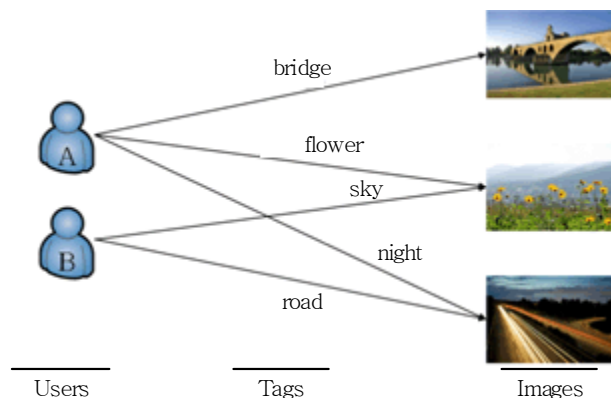 bridge
A
flower
sky
B
night
road
Users
Tags
Images